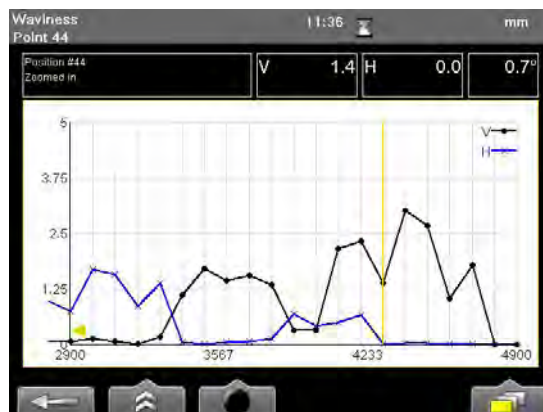 Waviness
11:36
mm
Point 44
Position #44
Zoomed in
V 1.4
H 0.0
0.7°
5
3.75
2.5
1.25
0
V
H
2900 3567 4233 4900